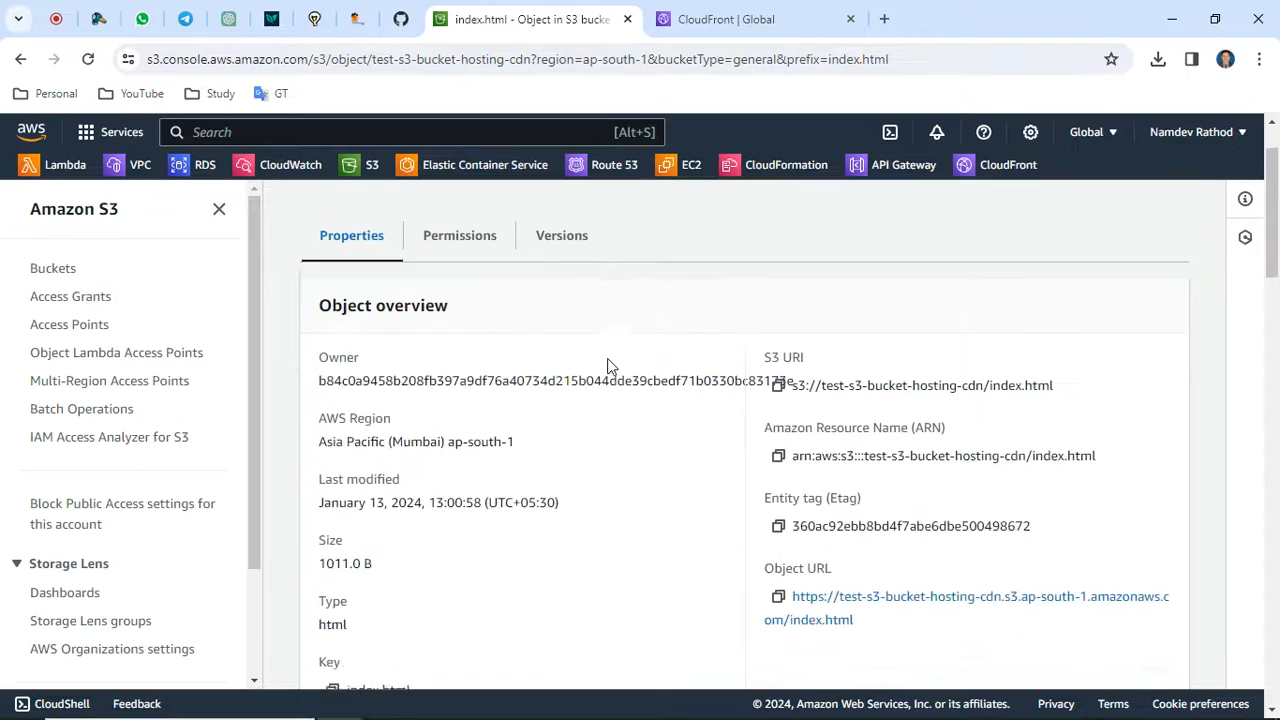 index.html - Object in S3 bucke
CloudFront | Global
s3.console.aws.amazon.com/s3/object/test-s3-bucket-hosting-cdn?region=ap-south-1&bucketType=general&prefix=index.html
Personal
YouTube
Study
GT
aws
Services
Search
[Alt+S]
Global
Namdev Rathod
Lambda
VPC
RDS
CloudWatch
S3
Elastic Container Service
Route 53
EC2
CloudFormation
API Gateway
CloudFront
Amazon S3
Buckets
Access Grants
Access Points
Object Lambda Access Points
Multi-Region Access Points
Batch Operations
IAM Access Analyzer for S3
Block Public Access settings for
this account
Storage Lens
Dashboards
Storage Lens groups
AWS Organizations settings
Properties
Permissions
Versions
Object overview
Owner
AWS Region
Asia Pacific (Mumbai) ap-south-1
Last modified
January 13, 2024, 13:00:58 (UTC+05:30)
Size
1011.0 B
Type
html
Key
index.html
S3 URI
s3://test-s3-bucket-hosting-cdn/index.html
Amazon Resource Name (ARN)
arn:aws:s3:::test-s3-bucket-hosting-cdn/index.html
Entity tag (Etag)
360ac92ebb8bd4f7abe6dbe500498672
Object URL
https://test-s3-bucket-hosting-cdn.s3.ap-south-1.amazonaws.c
om/index.html
CloudShell
Feedback
© 2024, Amazon Web Services, Inc. or its affiliates.
Privacy
Terms
Cookie preferences